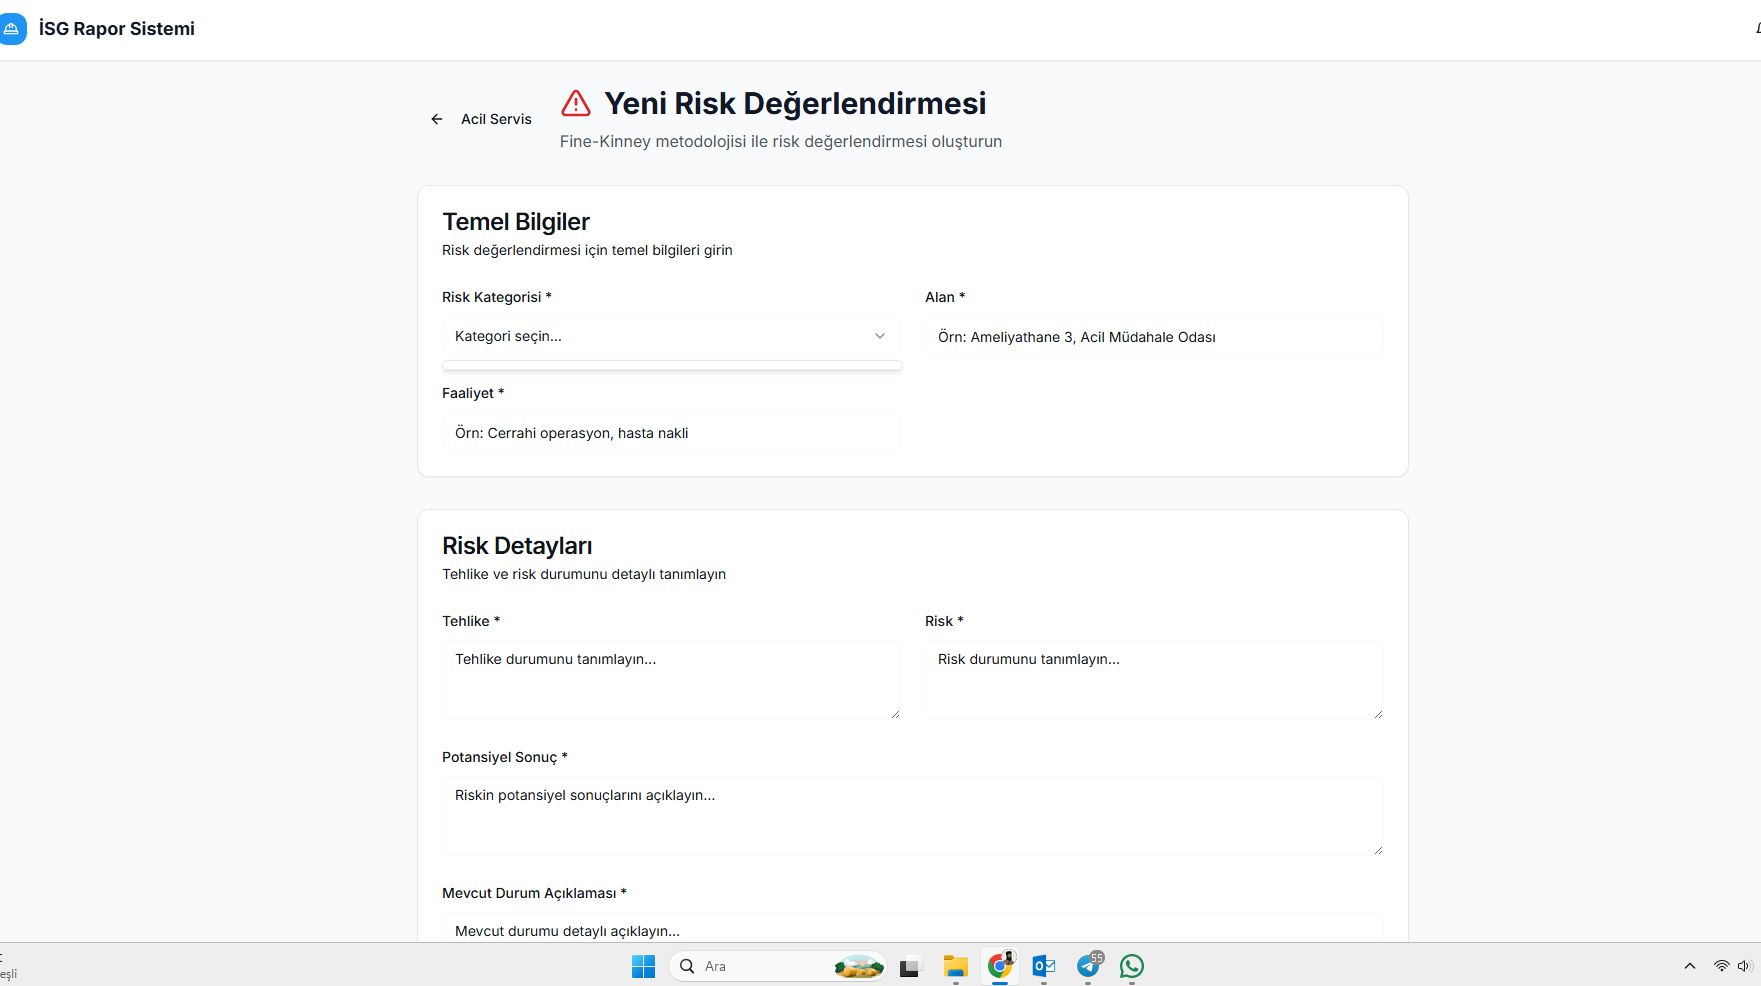 İSG Rapor Sistemi
Acil Servis
Yeni Risk Değerlendirmesi
Fine-Kinney metodolojisi ile risk değerlendirmesi oluşturun
Temel Bilgiler
Risk değerlendirmesi için temel bilgileri girin
Risk Kategorisi *
Alan *
Kategori seçin...
Örn: Ameliyathane 3, Acil Müdahale Odası
Faaliyet *
Örn: Cerrahi operasyon, hasta nakli
Risk Detayları
Tehlike ve risk durumunu detaylı tanımlayın
Tehlike *
Risk *
Tehlike durumunu tanımlayın...
Risk durumunu tanımlayın...
Potansiyel Sonuç *
Riskin potansiyel sonuçlarını açıklayın...
Mevcut Durum Açıklaması *
Mevcut durumu detaylı açıklayın...
eşli
Ara
55